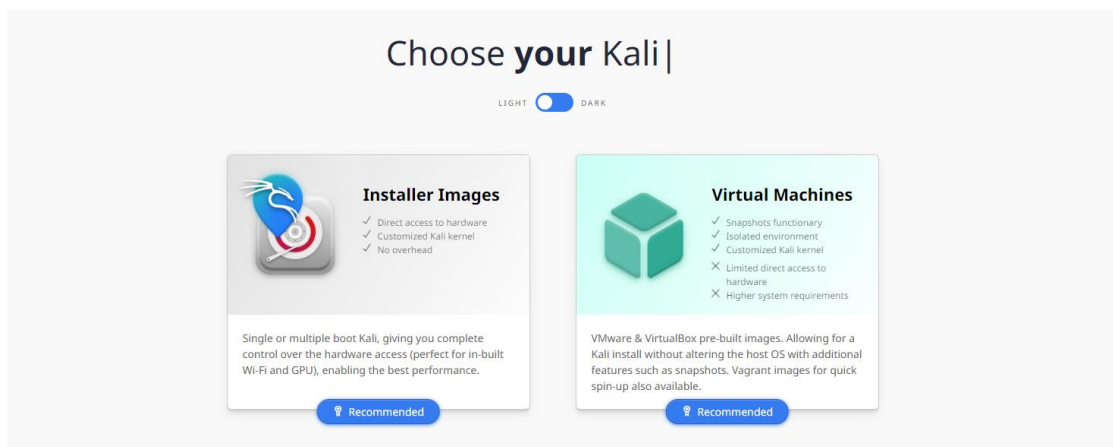 Choose your Kali|
LIGHT DARK
Installer Images
Direct access to hardware
Customized Kali kernel
No overhead
Single or multiple boot Kali, giving you complete
control over the hardware access (perfect for in-built
Wi-Fi and GPU), enabling the best performance.
Recommended
Virtual Machines
Snapshots functionary
Isolated environment
Customized Kali kernel
Limited direct access to
hardware
Higher system requirements
VMware & VirtualBox pre-built images. Allowing for a
Kali install without altering the host OS with additional
features such as snapshots. Vagrant images for quick
spin-up also available.
Recommended